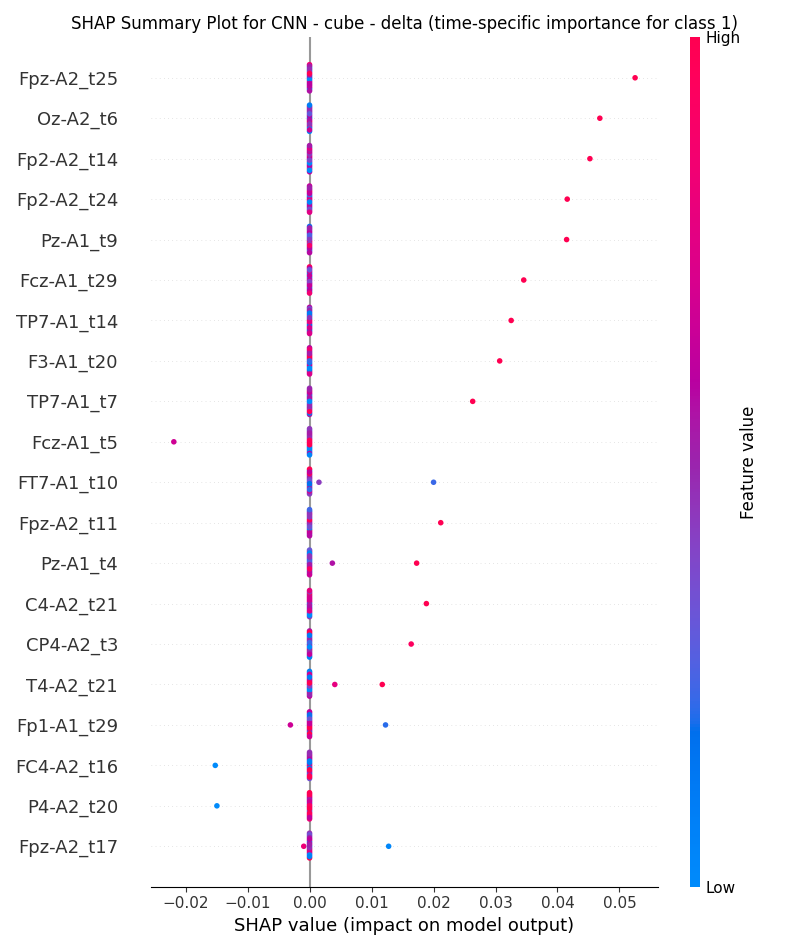 SHAP Summary Plot for CNN - cube - delta (time-specific importance for class 1)
High
Fpz-A2_t25
Oz-A2_t6
Fp2-A2_t14
Fp2-A2_t24
Pz-A1_t9
Fcz-A1_t29
TP7-A1_t14
F3-A1_t20
TP7-A1_t7
Fcz-A1_t5
FT7-A1_t10
Fpz-A2_t11
Pz-A1_t4
C4-A2_t21
CP4-A2_t3
T4-A2_t21
Fp1-A1_t29
FC4-A2_t16
P4-A2_t20
Fpz-A2_t17
Feature value
Low
−0.02 −0.01 0.00 0.01 0.02 0.03 0.04 0.05
SHAP value (impact on model output)